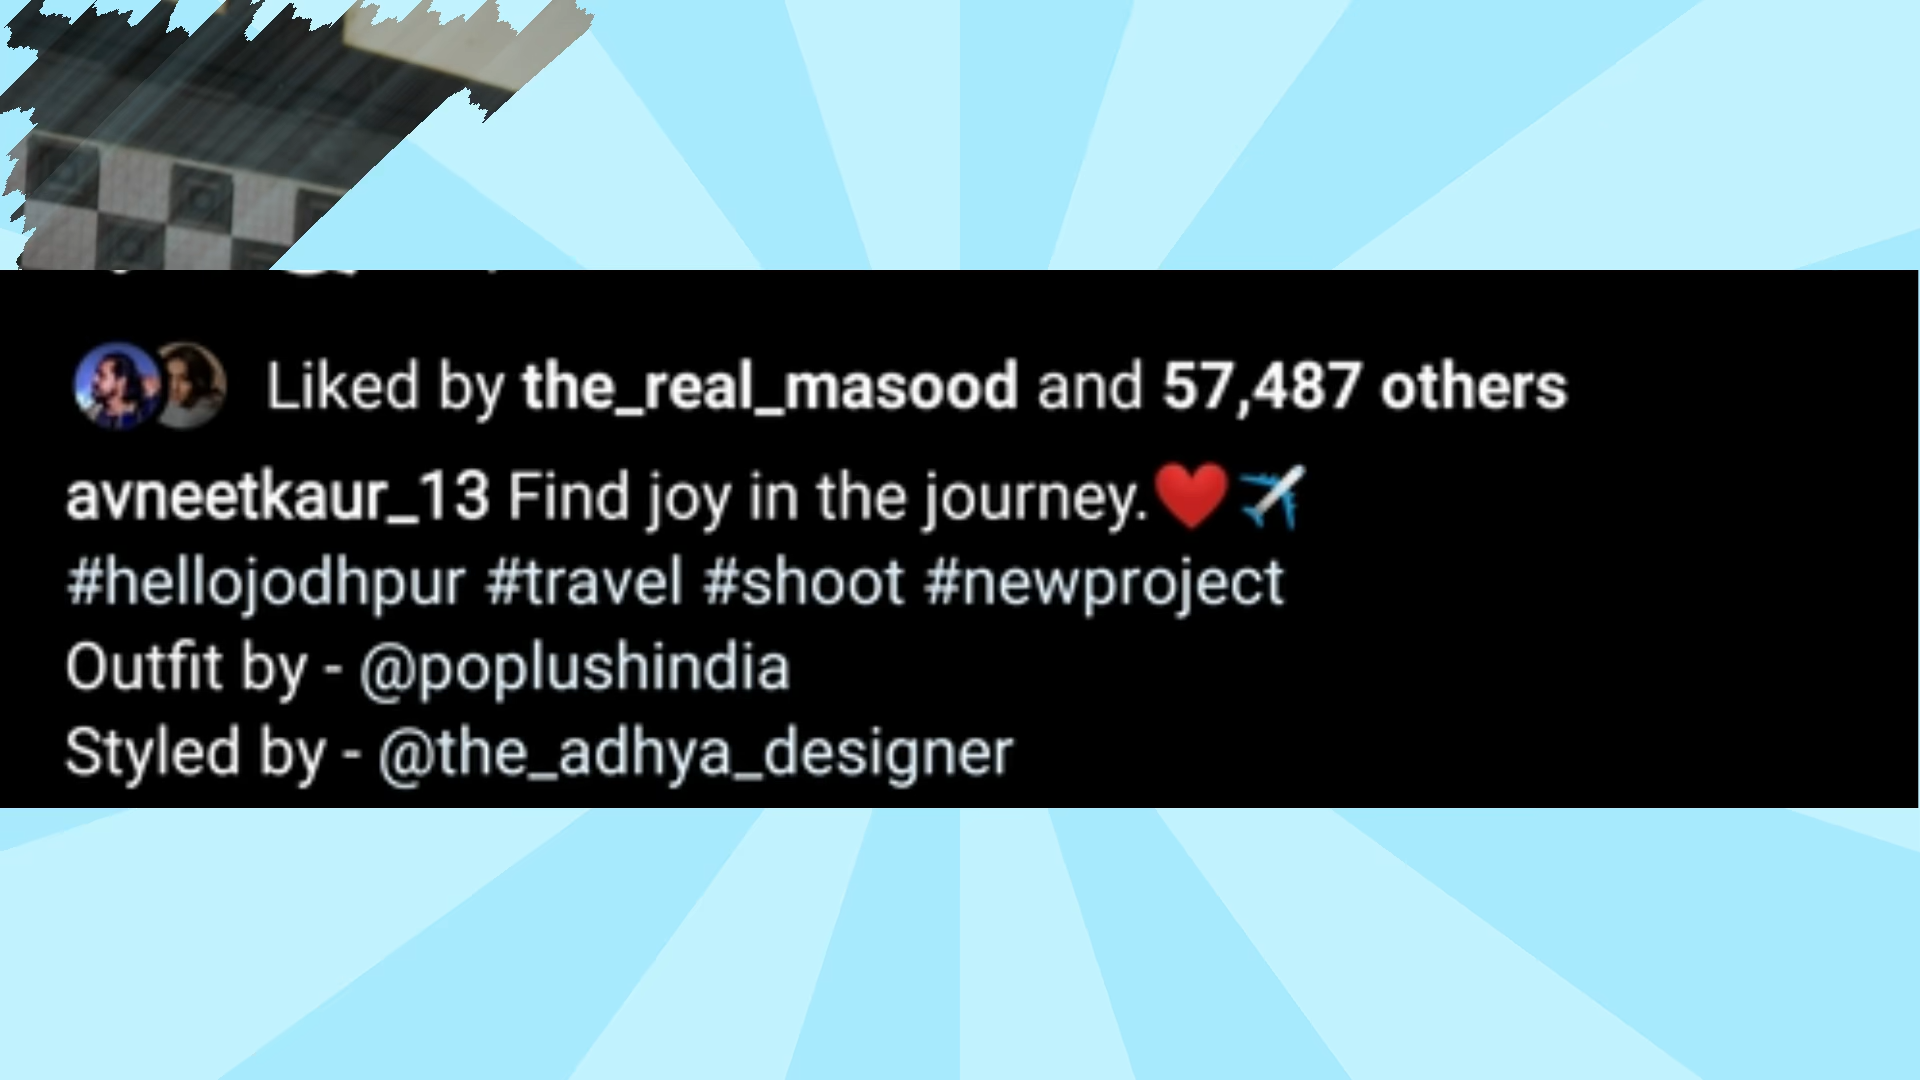 Liked by the_real_masood and 57,487 others
avneetkaur_13 Find joy in the journey.❤️✈️
#hellojodhpur #travel #shoot #newproject
Outfit by - @poplushindia
Styled by - @the_adhya_designer